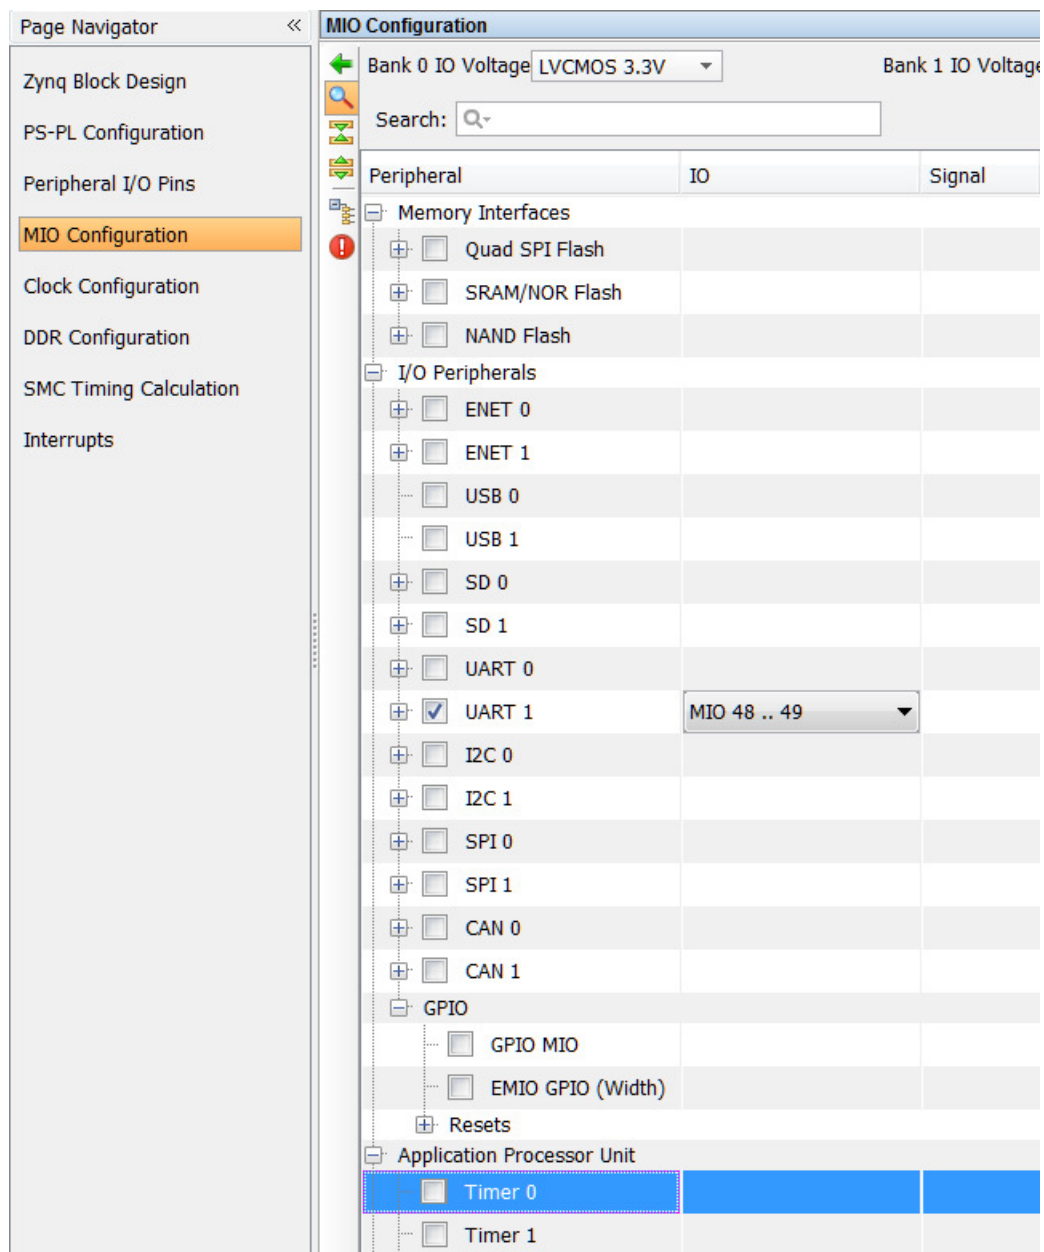 Page Navigator «
Zynq Block Design
PS-PL Configuration
Peripheral I/O Pins
MIO Configuration
Clock Configuration
DDR Configuration
SMC Timing Calculation
Interrupts
MIO Configuration
Bank 0 IO Voltage LVCMOS 3.3V Bank 1 IO Voltage
Search:
Peripheral IO Signal
Memory Interfaces
Quad SPI Flash
SRAM/NOR Flash
NAND Flash
I/O Peripherals
ENET 0
ENET 1
USB 0
USB 1
SD 0
SD 1
UART 0
UART 1 MIO 48 .. 49
I2C 0
I2C 1
SPI 0
SPI 1
CAN 0
CAN 1
GPIO
GPIO MIO
EMIO GPIO (Width)
Resets
Application Processor Unit
Timer 0
Timer 1